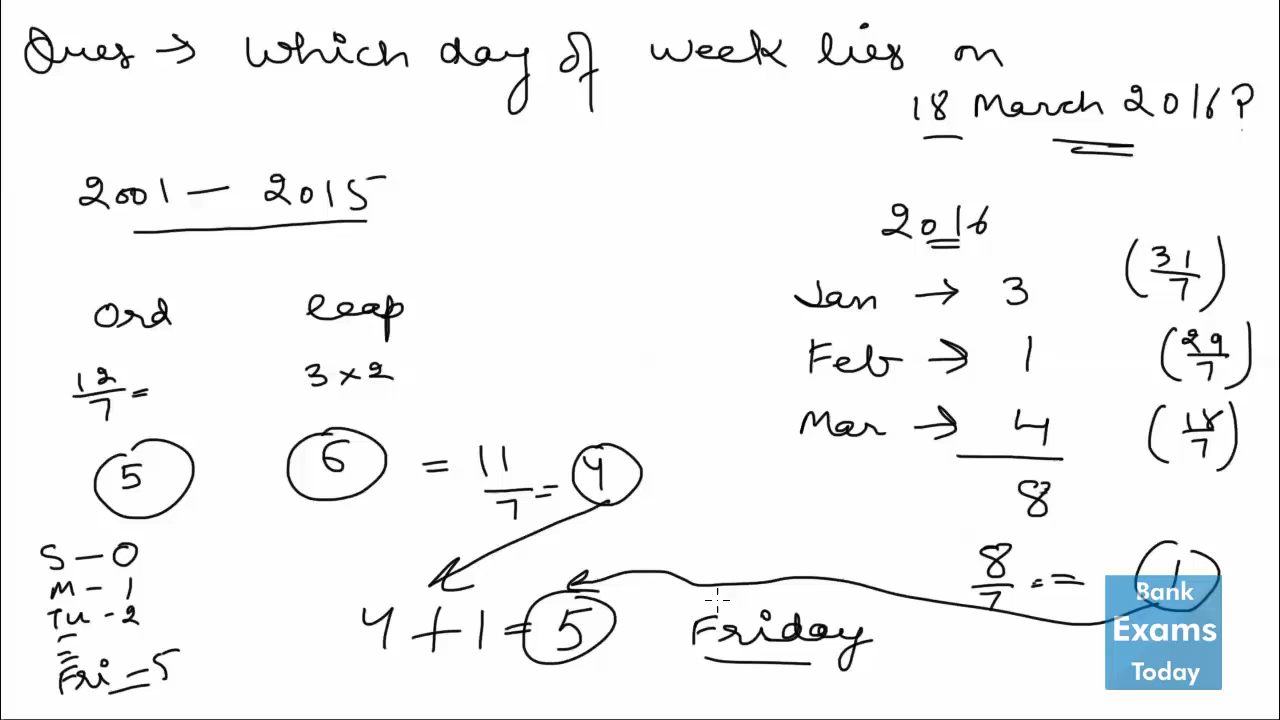 Ques → Which day of week lies on
18 March 2016?
2001 — 2015
2016
Jan → 3 (31/7)
Feb → 1 (29/7)
Mar → 4 (18/7)
8
8/7 = = 1
Ord leap
12/7 = 3 × 2
5 6 = 11/7 = 4
S — 0
M - 1
Tu - 2
Fri = 5
4 + 1 = 5 Friday
Bank
Exams
Today